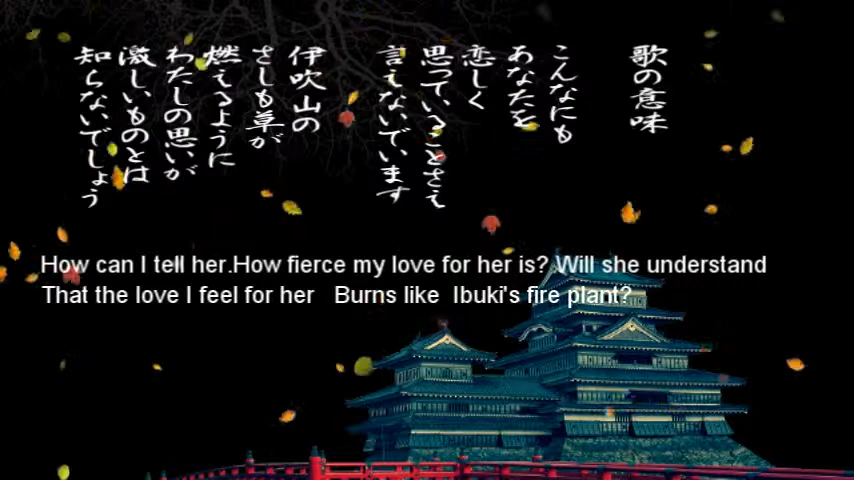 歌の意味
こんなにも
あなたを
恋しく
思っていることさえ
言えないでいます
伊吹山の
さしも草が
燃えるように
わたしの思いが
激しいものとは
知らないでしょう
How can I tell her.How fierce my love for her is? Will she understand
That the love I feel for her Burns like Ibuki's fire plant?